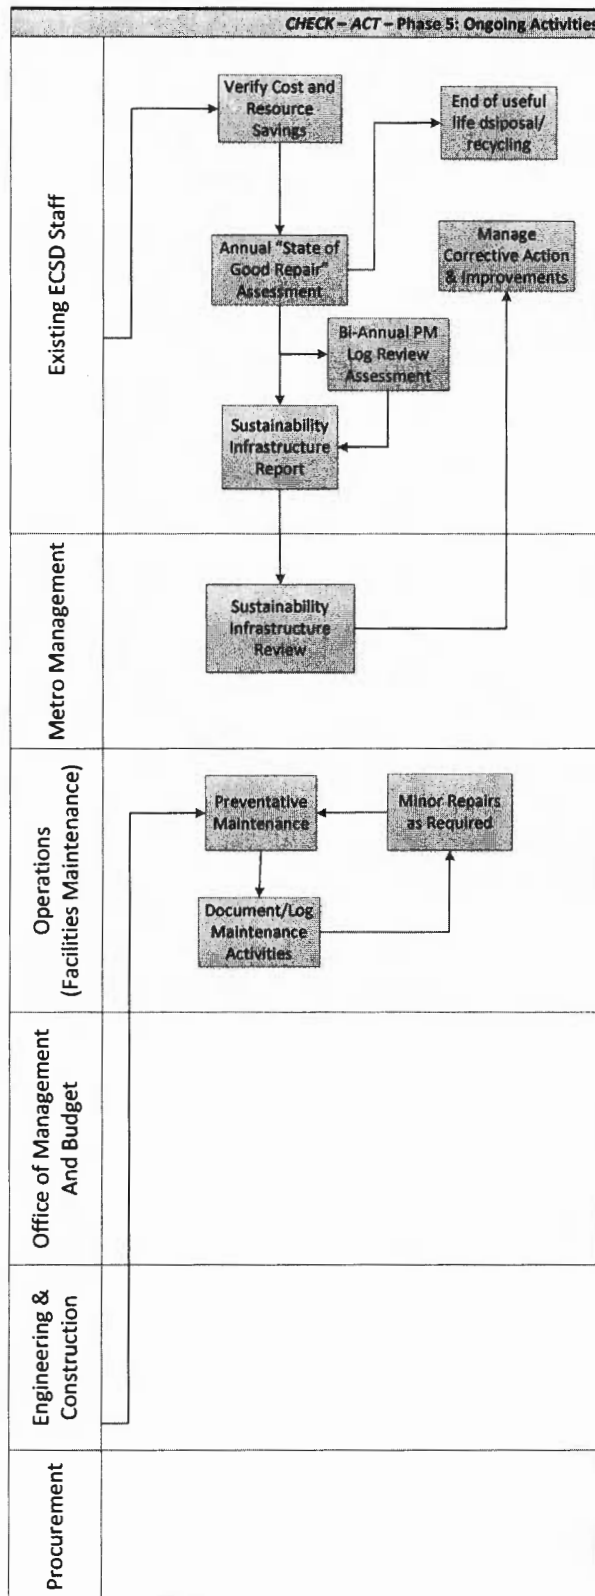 CHECK – ACT – Phase 5: Ongoing Activities
Existing ECSD Staff
Verify Cost and
Resource
Savings
End of useful
life dsiposal/
recycling
Annual "State of
Good Repair"
Assessment
Manage
Corrective Action
& Improvements
Bi-Annual PM
Log Review
Assessment
Sustainability
Infrastructure
Report
Metro Management
Sustainability
Infrastructure
Review
Operations
(Facilities Maintenance)
Preventative
Maintenance
Minor Repairs
as Required
Document/Log
Maintenance
Activities
Office of Management
And Budget
Engineering &
Construction
Procurement